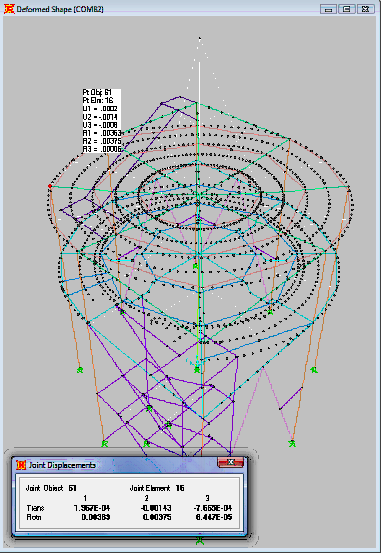 Deformed Shape (COMB2)
Pt Obj: 61
Pt Elm: 16
U1 = .0002
U2 = -.0014
U3 = -.0008
R1 = .00363
R2 = .00375
R3 = .00006
Joint Displacements
Joint Object 61 Joint Element 16
1 2 3
Trans 1.967E-04 -0.00143 -7.665E-04
Rotn 0.00363 0.00375 6.447E-05